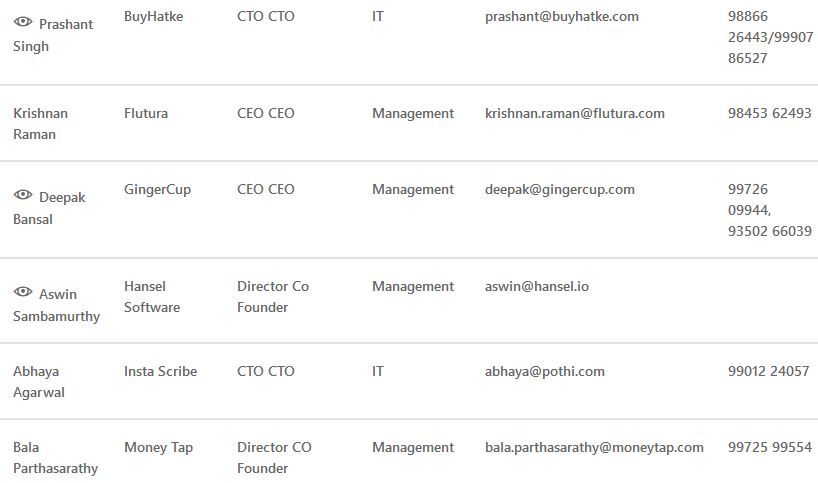 Prashant Singh BuyHatke CTO CTO IT prashant@buyhatke.com 98866 26443/99907 86527
Krishnan Raman Flutura CEO CEO Management krishnan.raman@flutura.com 98453 62493
Deepak Bansal GingerCup CEO CEO Management deepak@gingercup.com 99726 09944, 93502 66039
Aswin Sambamurthy Hansel Software Director Co Founder Management aswin@hansel.io
Abhaya Agarwal Insta Scribe CTO CTO IT abhaya@pothi.com 99012 24057
Bala Parthasarathy Money Tap Director CO Founder Management bala.parthasarathy@moneytap.com 99725 99554